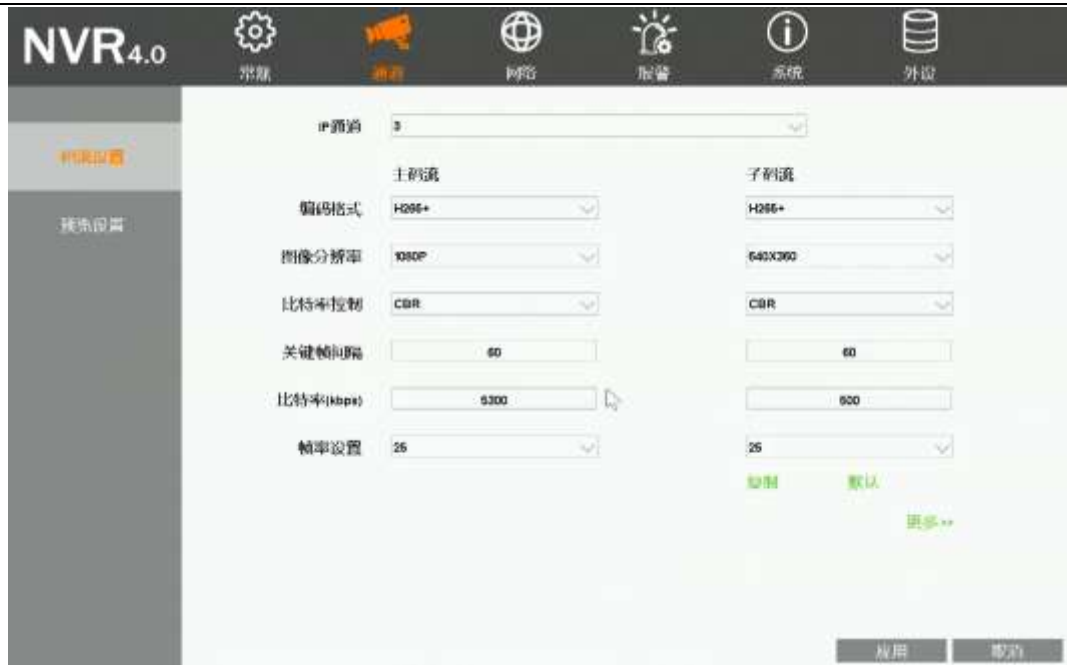 NVR 4.0
常规 通道 网络 报警 系统 外设
码流设置
预览设置
IP通道 3
主码流 子码流
编码格式 H265+ H265+
图像分辨率 1080P 640X360
比特率控制 CBR CBR
关键帧间隔 60 60
比特率(kbps) 5300 500
帧率设置 25 25
复制 默认
更多>>
应用 取消